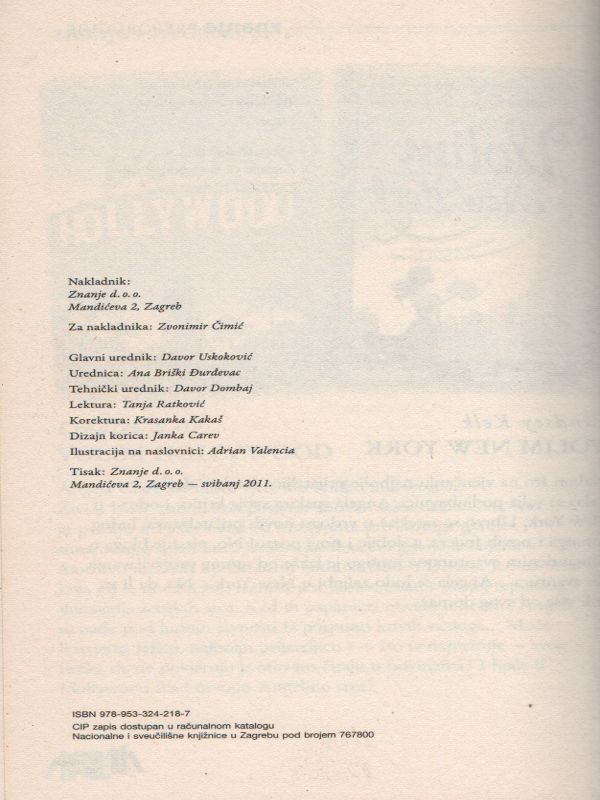 Nakladnik:
Znanje d. o. o.
Mandićeva 2, Zagreb
Za nakladnika: Zvonimir Čimić
Glavni urednik: Davor Uskoković
Urednica: Ana Briški Đurđevac
Tehnički urednik: Davor Dombaj
Lektura: Tanja Ratković
Korektura: Krasanka Kakaš
Dizajn korica: Janka Carev
Ilustracija na naslovnici: Adrian Valencia
Tisak: Znanje d. o. o.
Mandićeva 2, Zagreb — svibanj 2011.
ISBN 978-953-324-218-7
CIP zapis dostupan u računalnom katalogu
Nacionalne i sveučilišne knjižnice u Zagrebu pod brojem 767800